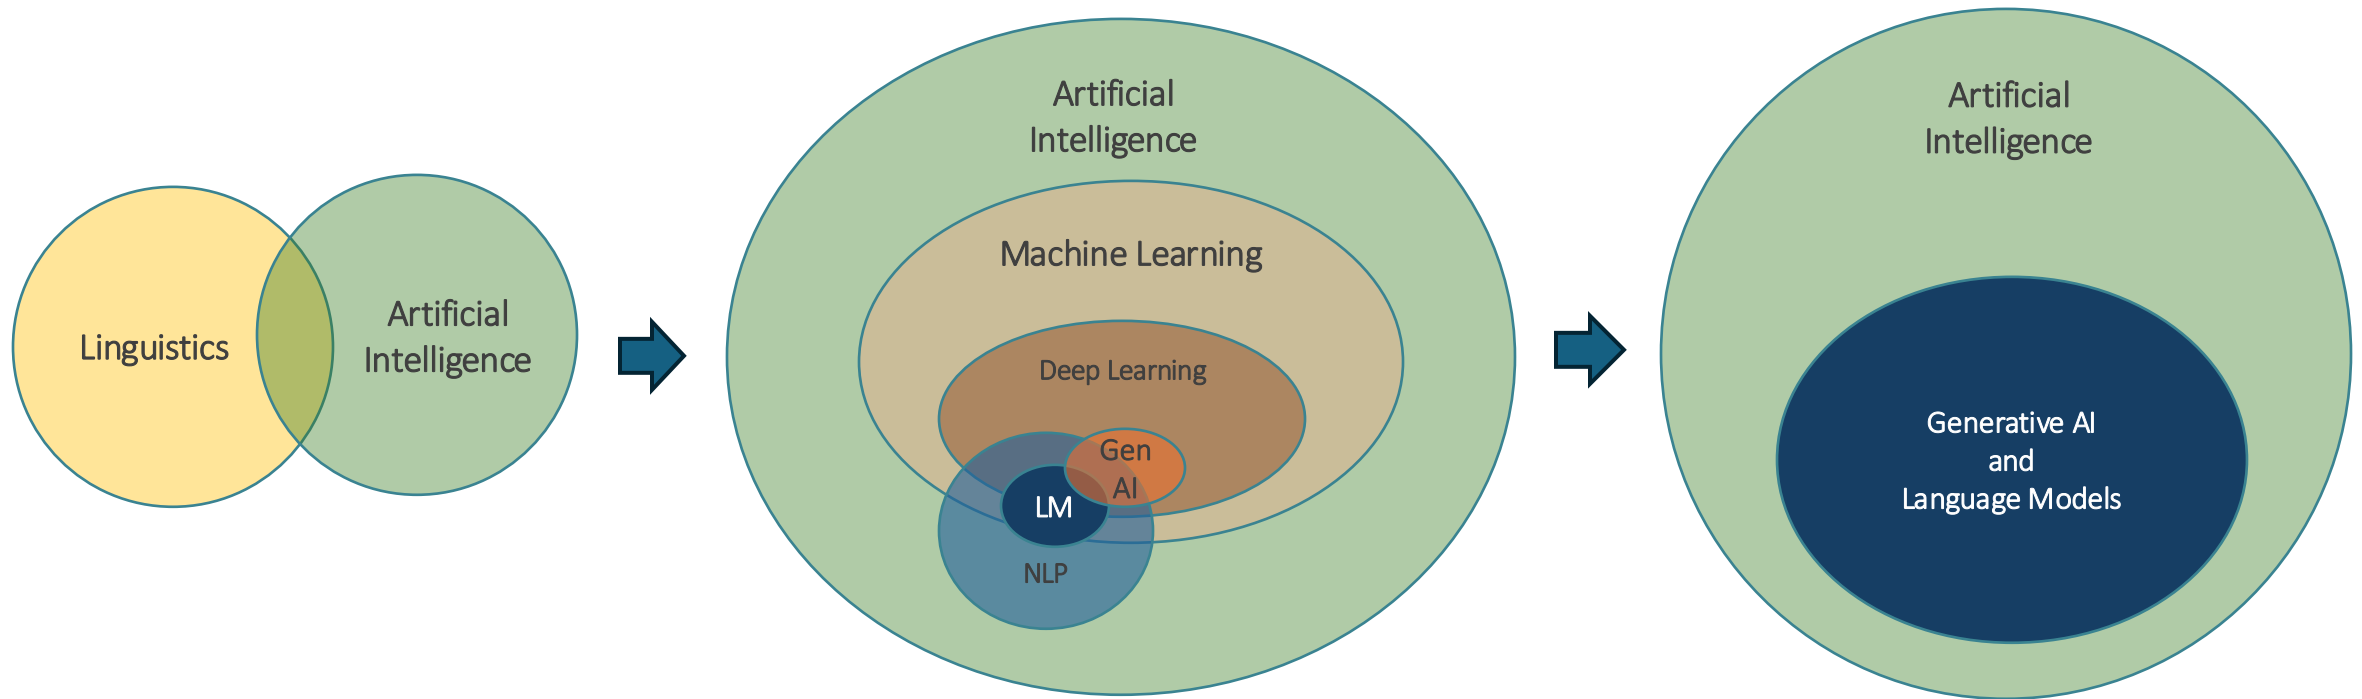 Linguistics
Artificial
Intelligence
Artificial
Intelligence
Machine Learning
Deep Learning
Gen
AI
LM
NLP
Artificial
Intelligence
Generative AI
and
Language Models